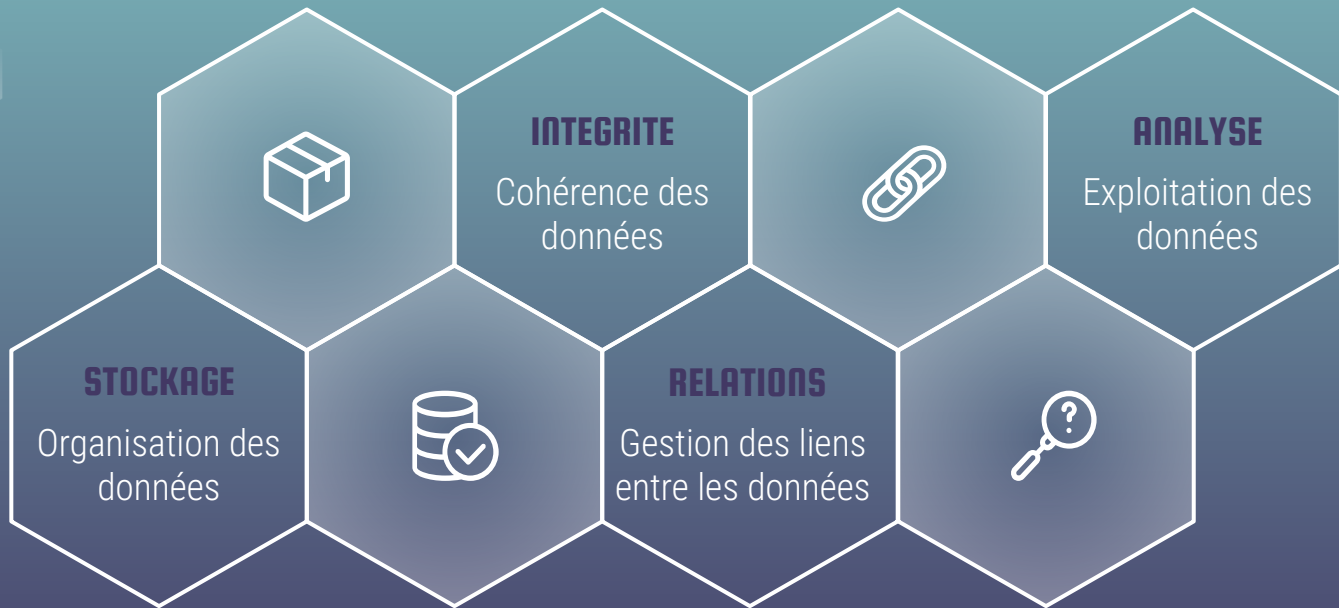 INTEGRITE
Cohérence des
données
ANALYSE
Exploitation des
données
STOCKAGE
Organisation des
données
RELATIONS
Gestion des liens
entre les données
?